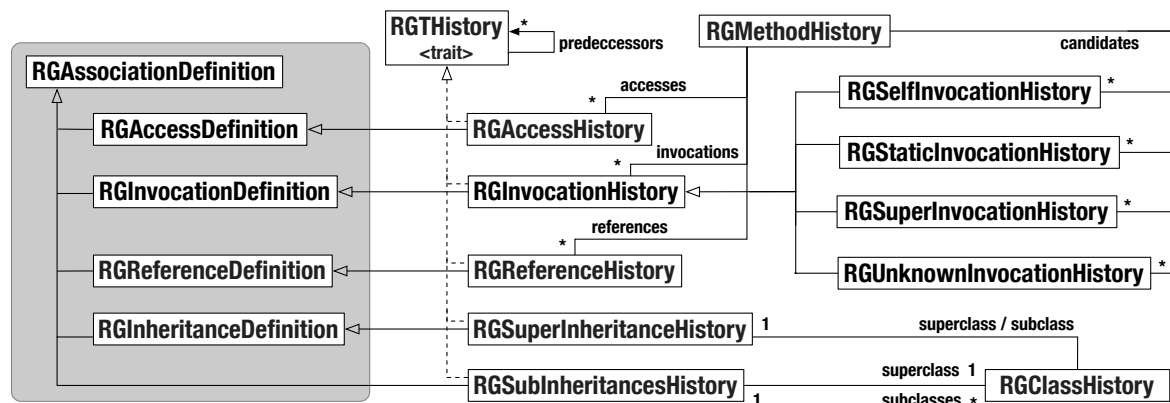 RGTHistory
<trait>
*
predeccessors
RGMethodHistory
candidates
RGAssociationDefinition
RGAccessDefinition
RGInvocationDefinition
RGReferenceDefinition
RGInheritanceDefinition
accesses
*
RGAccessHistory
invocations
*
RGInvocationHistory
references
*
RGReferenceHistory
RGSelfInvocationHistory
*
RGStaticInvocationHistory
*
RGSuperInvocationHistory
*
RGUnknownInvocationHistory
*
RGSuperInheritanceHistory
1
superclass / subclass
RGSubInheritancesHistory
superclass 1
1
subclasses *
RGClassHistory